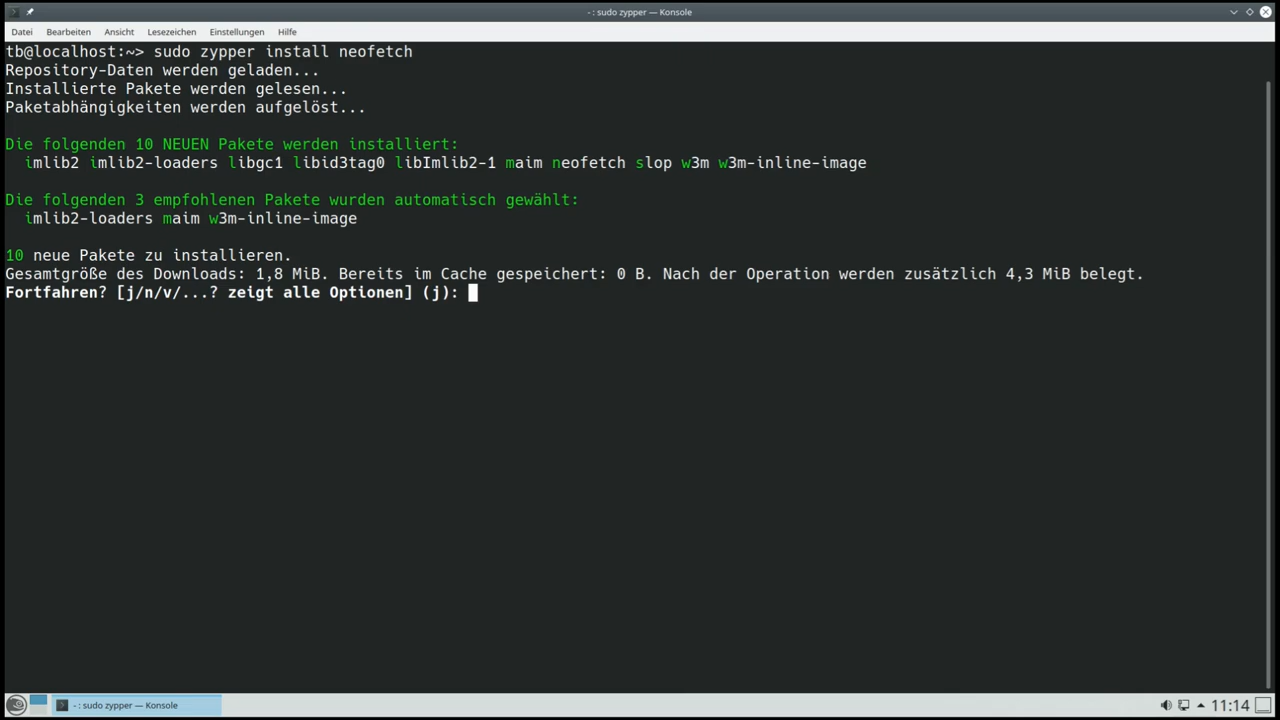 - : sudo zypper — Konsole
Datei Bearbeiten Ansicht Lesezeichen Einstellungen Hilfe
tb@localhost:~> sudo zypper install neofetch
Repository-Daten werden geladen...
Installierte Pakete werden gelesen...
Paketabhängigkeiten werden aufgelöst...
Die folgenden 10 NEUEN Pakete werden installiert:
imlib2 imlib2-loaders libgc1 libid3tag0 libImlib2-1 maim neofetch slop w3m w3m-inline-image
Die folgenden 3 empfohlenen Pakete wurden automatisch gewählt:
imlib2-loaders maim w3m-inline-image
10 neue Pakete zu installieren.
Gesamtgröße des Downloads: 1,8 MiB. Bereits im Cache gespeichert: 0 B. Nach der Operation werden zusätzlich 4,3 MiB belegt.
Fortfahren? [j/n/v/...? zeigt alle Optionen] (j):
- : sudo zypper — Konsole
11:14